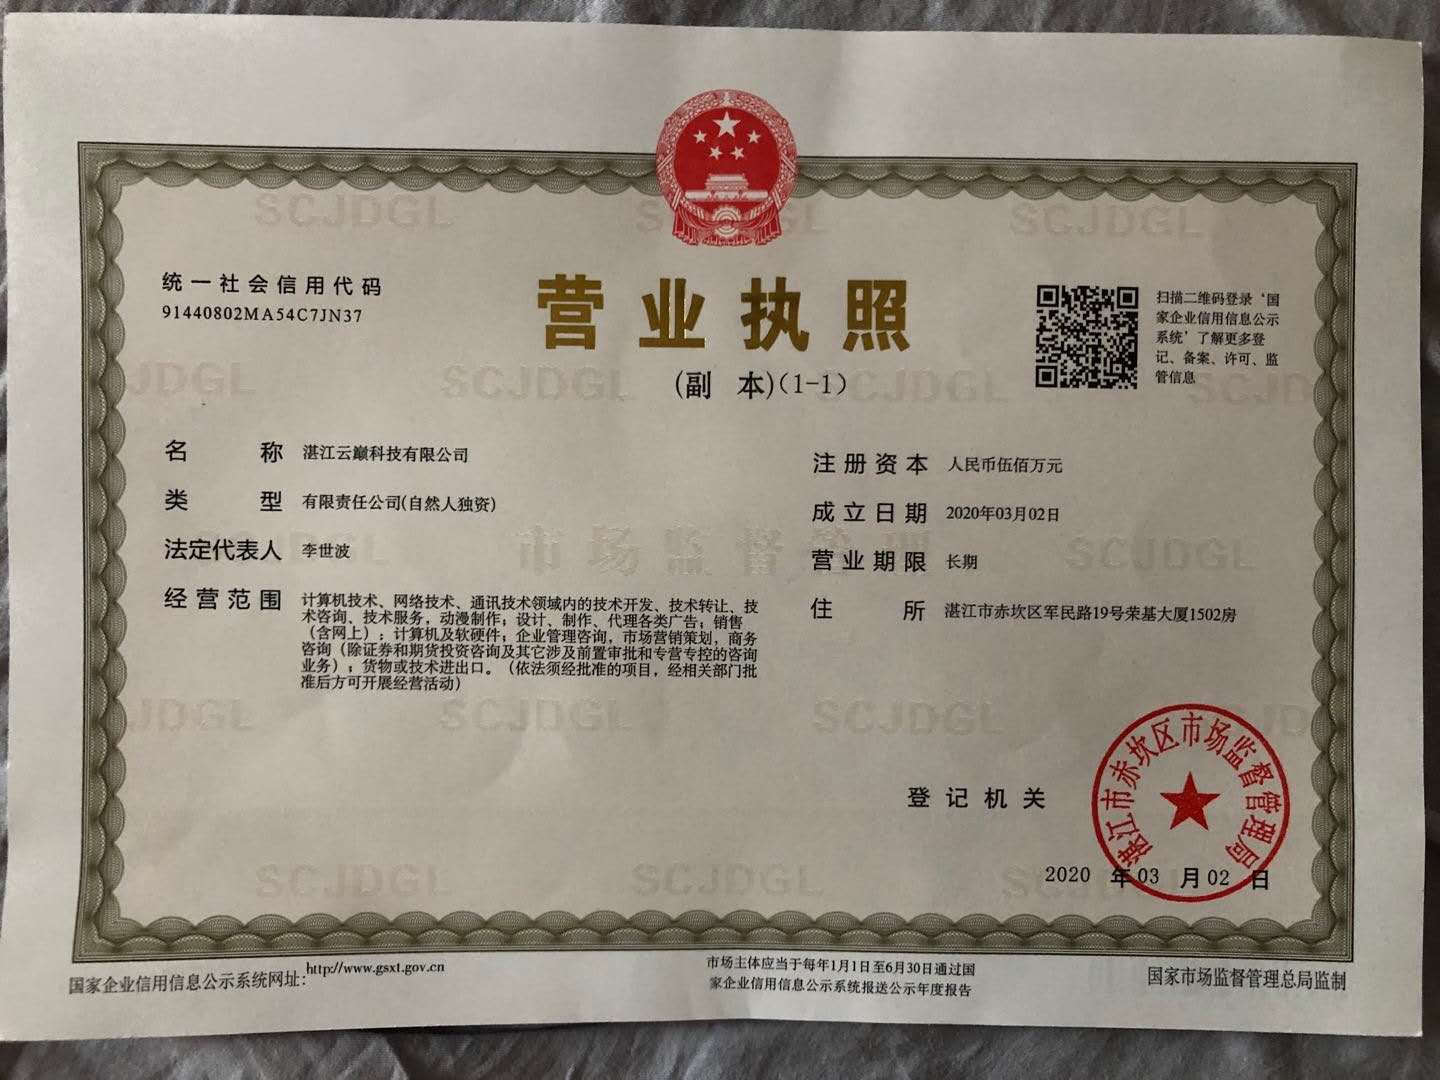 统一社会信用代码
91440802MA54C7JN37
营业执照
(副 本)(1-1)
扫描二维码登录‘国
家企业信用信息公示
系统’了解更多登
记、备案、许可、监
管信息
名 称 湛江云巅科技有限公司
类 型 有限责任公司(自然人独资)
法定代表人 李世波
经营范围 计算机技术、网络技术、通讯技术领域内的技术开发、技术转让、技
术咨询、技术服务，动漫制作；设计、制作、代理各类广告；销售
（含网上）：计算机及软硬件；企业管理咨询，市场营销策划，商务
咨询（除证券和期货投资咨询及其它涉及前置审批和专营专控的咨询
业务）；货物或技术进出口。（依法须经批准的项目，经相关部门批
准后方可开展经营活动）
注册资本 人民币伍佰万元
成立日期 2020年03月02日
营业期限 长期
住 所 湛江市赤坎区军民路19号荣基大厦1502房
SCJDGL
市场监督管理
登记机关
湛江市赤坎区市场监督管理局
2020 年 03 月 02 日
国家企业信用信息公示系统网址：http://www.gsxt.gov.cn
市场主体应当于每年1月1日至6月30日通过国
家企业信用信息公示系统报送公示年度报告
国家市场监督管理总局监制